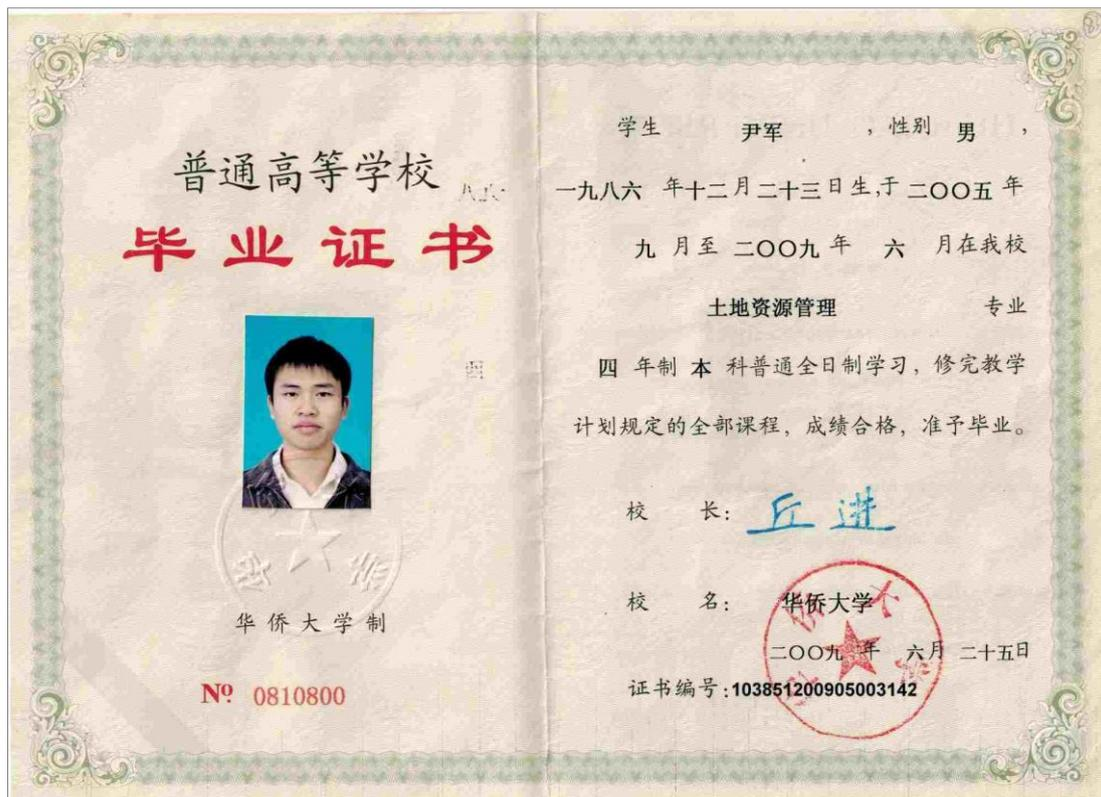 普通高等学校
毕业证书
华侨大学制
Nº 0810800
学生 尹军 ，性别 男 ，
一九八六 年十二月二十三日生,于 二〇〇五 年
九 月至 二〇〇九 年 六 月在我校
土地资源管理 专业
四 年制 本 科普通全日制学习，修完教学
计划规定的全部课程，成绩合格，准予毕业。
校 长： 丘进
校 名： 华侨大学
二〇〇九 年 六月 二十五日
证书编号：103851200905003142